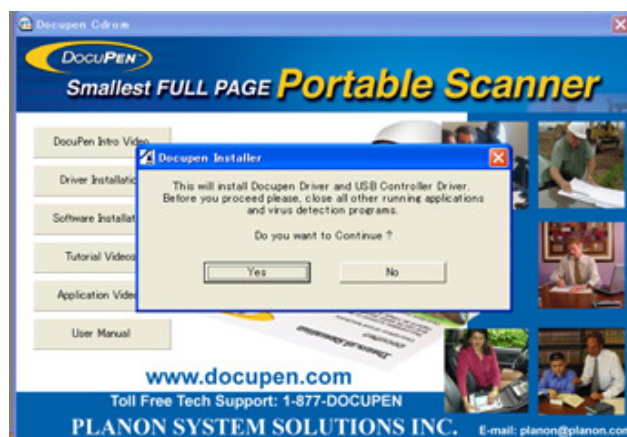 Docupen Cdrom
DOCUPEN
Smallest FULL PAGE Portable Scanner
DocuPen Intro Video
Docupen Installer
Driver Installatio
This will install Docupen Driver and USB Controller Driver.
Before you proceed please, close all other running applications
and virus detection programs.
Software Installat
Do you want to Continue ?
Tutorial Videos
Yes
No
Application Vide
User Manual
www.docupen.com
Toll Free Tech Support: 1-877-DOCUPEN
PLANON SYSTEM SOLUTIONS INC.
E-mail: planon@planon.com